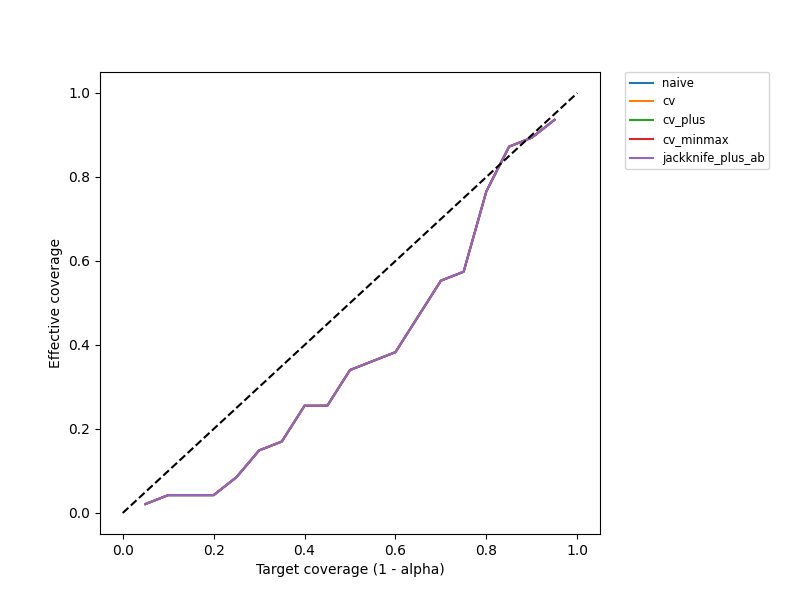 1.0
0.8
0.6
0.4
0.2
0.0
Effective coverage
0.0 0.2 0.4 0.6 0.8 1.0
Target coverage (1 - alpha)
naive
cv
cv_plus
cv_minmax
jackknife_plus_ab